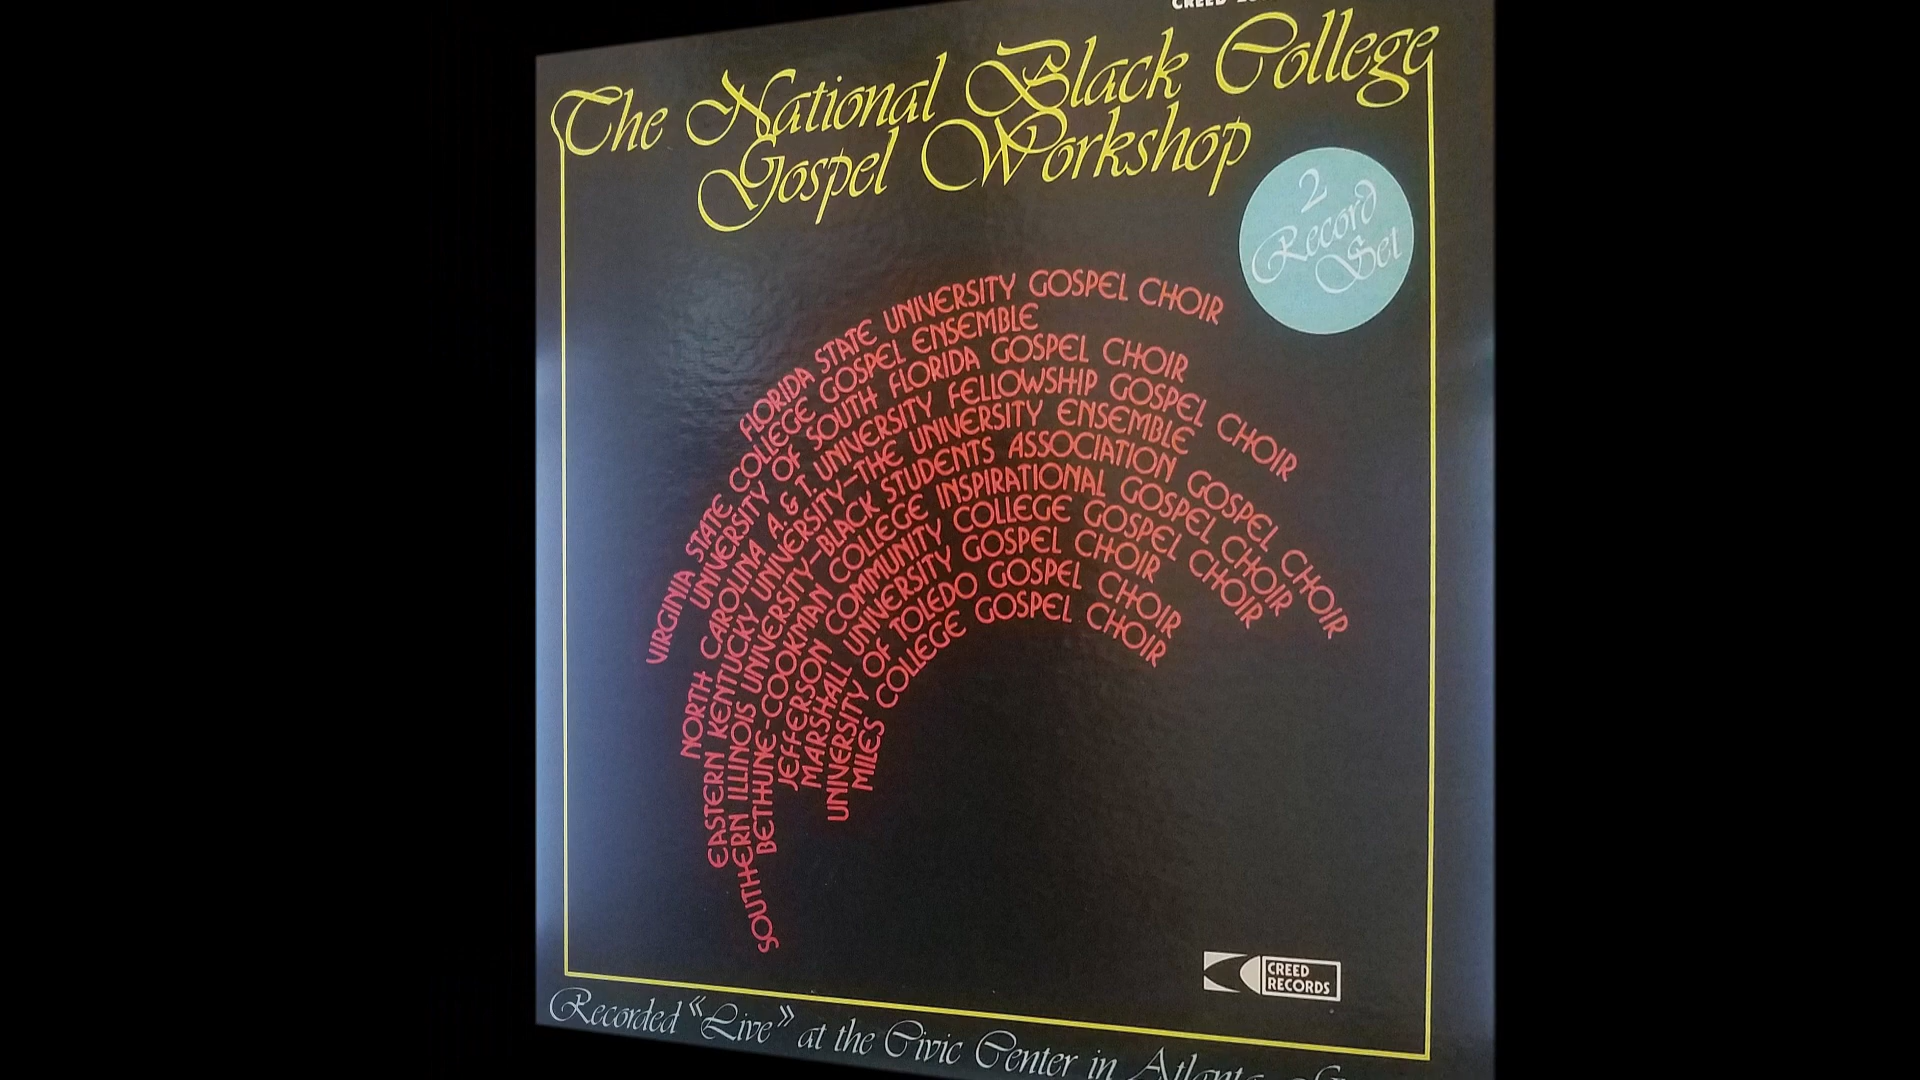 CREED
The National Black College
Gospel Workshop
2
Record
Set
FLORIDA STATE UNIVERSITY GOSPEL CHOIR
VIRGINIA STATE COLLEGE GOSPEL ENSEMBLE
UNIVERSITY OF SOUTH FLORIDA GOSPEL CHOIR
NORTH CAROLINA A. & T. UNIVERSITY FELLOWSHIP GOSPEL CHOIR
EASTERN KENTUCKY UNIVERSITY—THE UNIVERSITY ENSEMBLE
SOUTHERN ILLINOIS UNIVERSITY—BLACK STUDENTS ASSOCIATION GOSPEL CHOIR
BETHUNE-COOKMAN COLLEGE INSPIRATIONAL GOSPEL CHOIR
JEFFERSON COMMUNITY COLLEGE GOSPEL CHOIR
MARSHALL UNIVERSITY GOSPEL CHOIR
UNIVERSITY OF TOLEDO GOSPEL CHOIR
MILES COLLEGE GOSPEL CHOIR
CREED
RECORDS
Recorded "Live" at the Civic Center in Atlanta